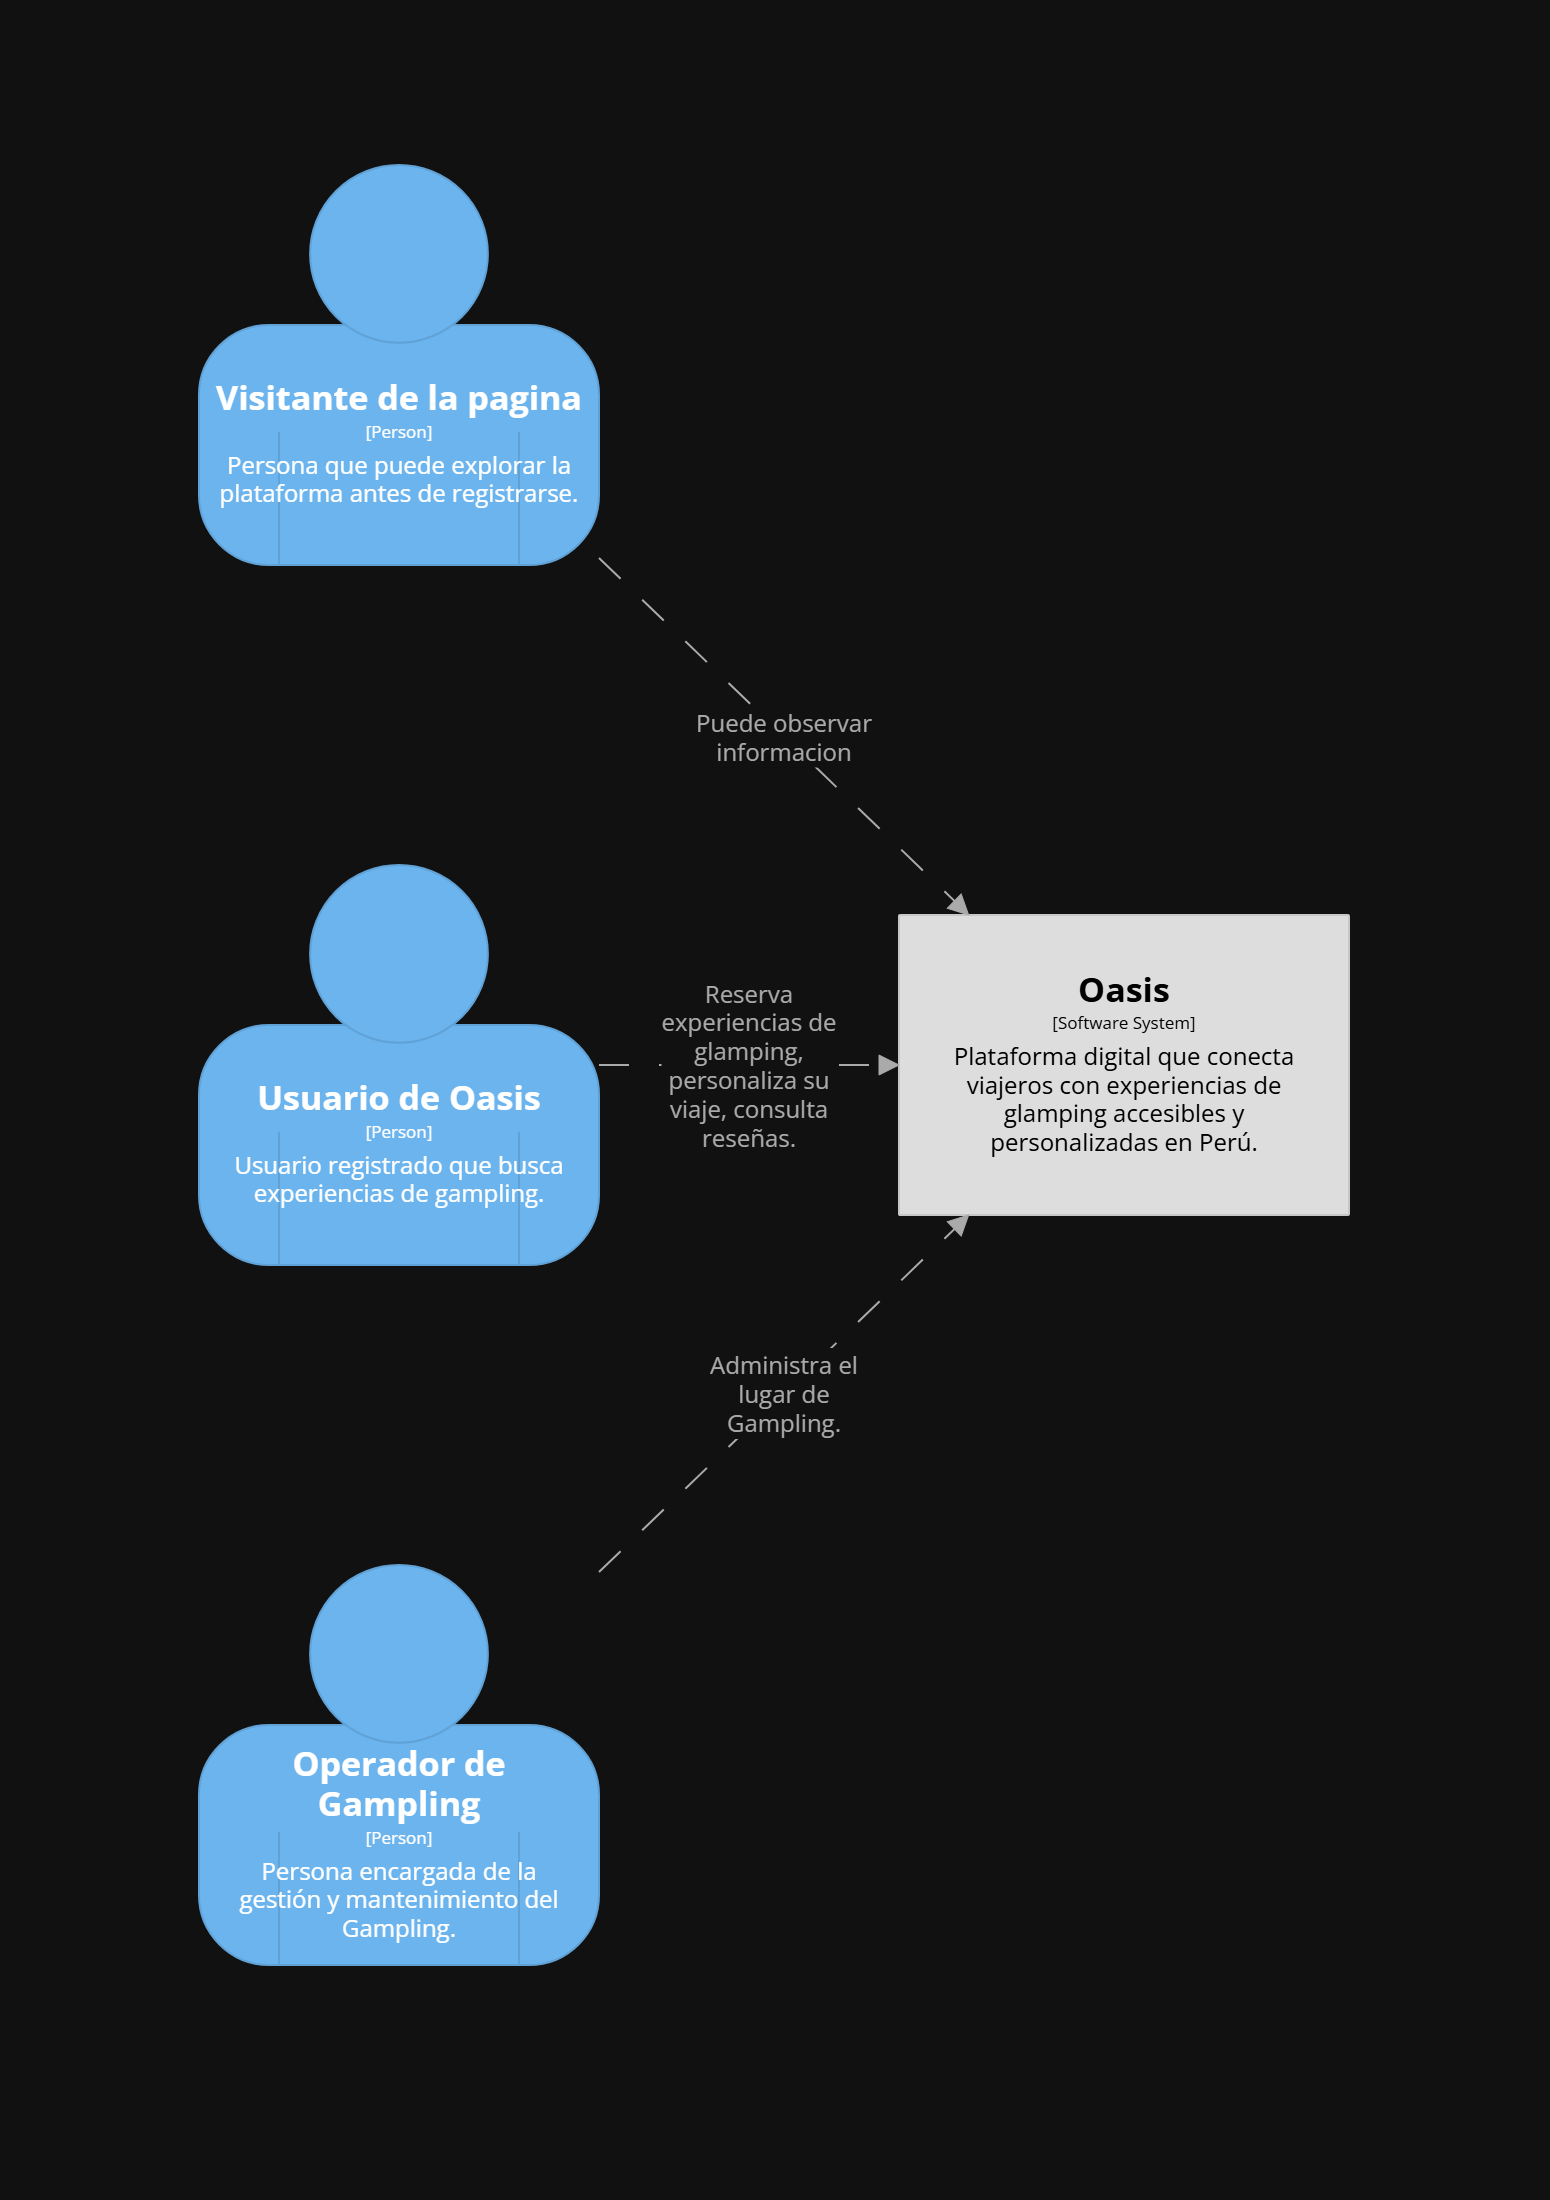 Visitante de la pagina
[Person]
Persona que puede explorar la
plataforma antes de registrarse.
Puede observar
informacion
Usuario de Oasis
[Person]
Usuario registrado que busca
experiencias de gampling.
Reserva
experiencias de
glamping,
personaliza su
viaje, consulta
reseñas.
Oasis
[Software System]
Plataforma digital que conecta
viajeros con experiencias de
glamping accesibles y
personalizadas en Perú.
Administra el
lugar de
Gampling.
Operador de
Gampling
[Person]
Persona encargada de la
gestión y mantenimiento del
Gampling.